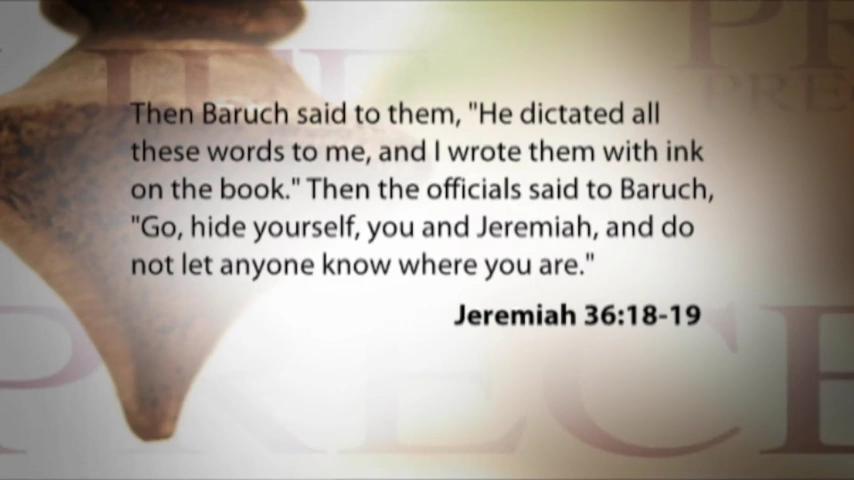 Then Baruch said to them, "He dictated all
these words to me, and I wrote them with ink
on the book." Then the officials said to Baruch,
"Go, hide yourself, you and Jeremiah, and do
not let anyone know where you are."
Jeremiah 36:18-19